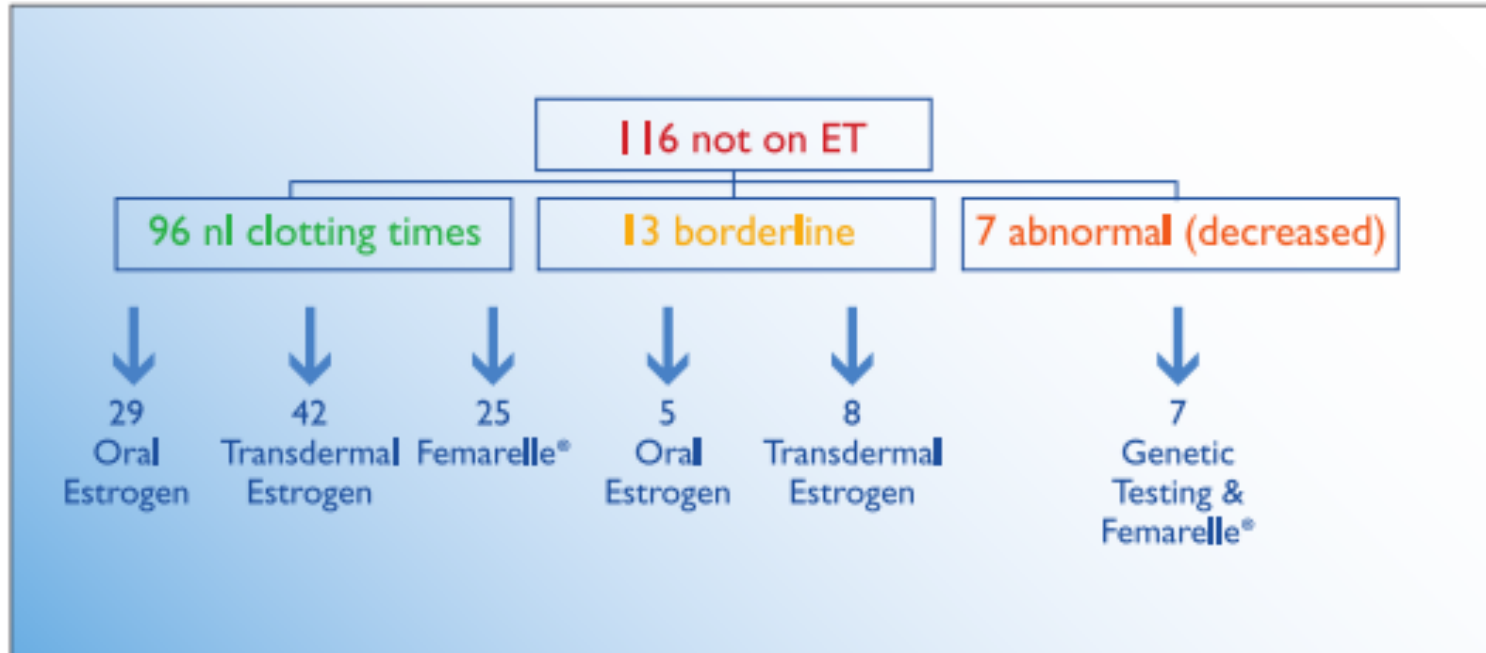 116 not on ET
96 nl clotting times
13 borderline
7 abnormal (decreased)
29
Oral
Estrogen
42
Transdermal
Estrogen
25
Femarelle®
5
Oral
Estrogen
8
Transdermal
Estrogen
7
Genetic
Testing &
Femarelle®